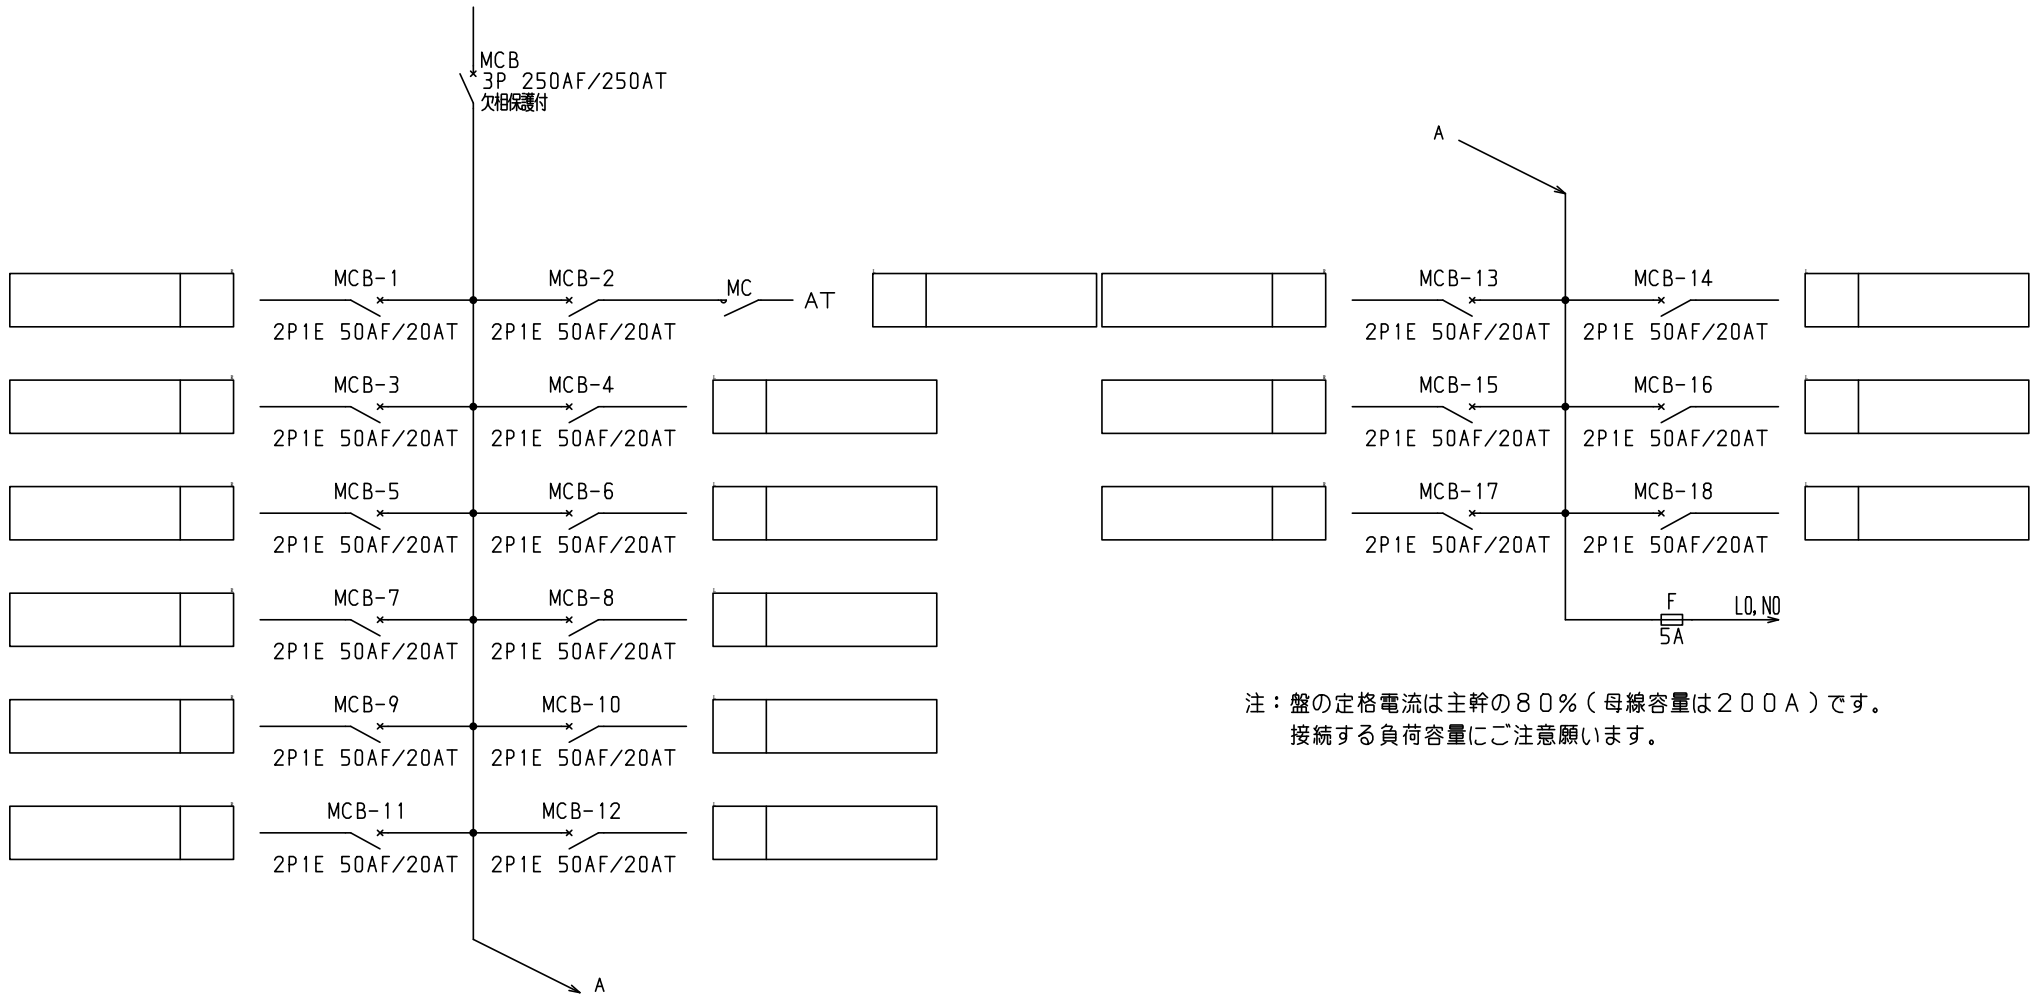 MCB
3P 250AF/250AT
欠相保護付
MCB-1
2P1E 50AF/20AT
MCB-2
2P1E 50AF/20AT
MC
AT
MCB-3
2P1E 50AF/20AT
MCB-4
2P1E 50AF/20AT
MCB-5
2P1E 50AF/20AT
MCB-6
2P1E 50AF/20AT
MCB-7
2P1E 50AF/20AT
MCB-8
2P1E 50AF/20AT
MCB-9
2P1E 50AF/20AT
MCB-10
2P1E 50AF/20AT
MCB-11
2P1E 50AF/20AT
MCB-12
2P1E 50AF/20AT
A
A
MCB-13
2P1E 50AF/20AT
MCB-14
2P1E 50AF/20AT
MCB-15
2P1E 50AF/20AT
MCB-16
2P1E 50AF/20AT
MCB-17
2P1E 50AF/20AT
MCB-18
2P1E 50AF/20AT
F
5A
L0,N0
注：盤の定格電流は主幹の８０％（母線容量は２００Ａ）です。
接続する負荷容量にご注意願います。